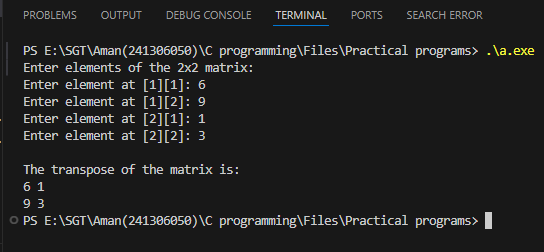 PROBLEMS OUTPUT DEBUG CONSOLE TERMINAL PORTS SEARCH ERROR
PS E:\SGT\Aman(241306050)\C programming\Files\Practical programs> .\a.exe
Enter elements of the 2x2 matrix:
Enter element at [1][1]: 6
Enter element at [1][2]: 9
Enter element at [2][1]: 1
Enter element at [2][2]: 3
The transpose of the matrix is:
6 1
9 3
PS E:\SGT\Aman(241306050)\C programming\Files\Practical programs>